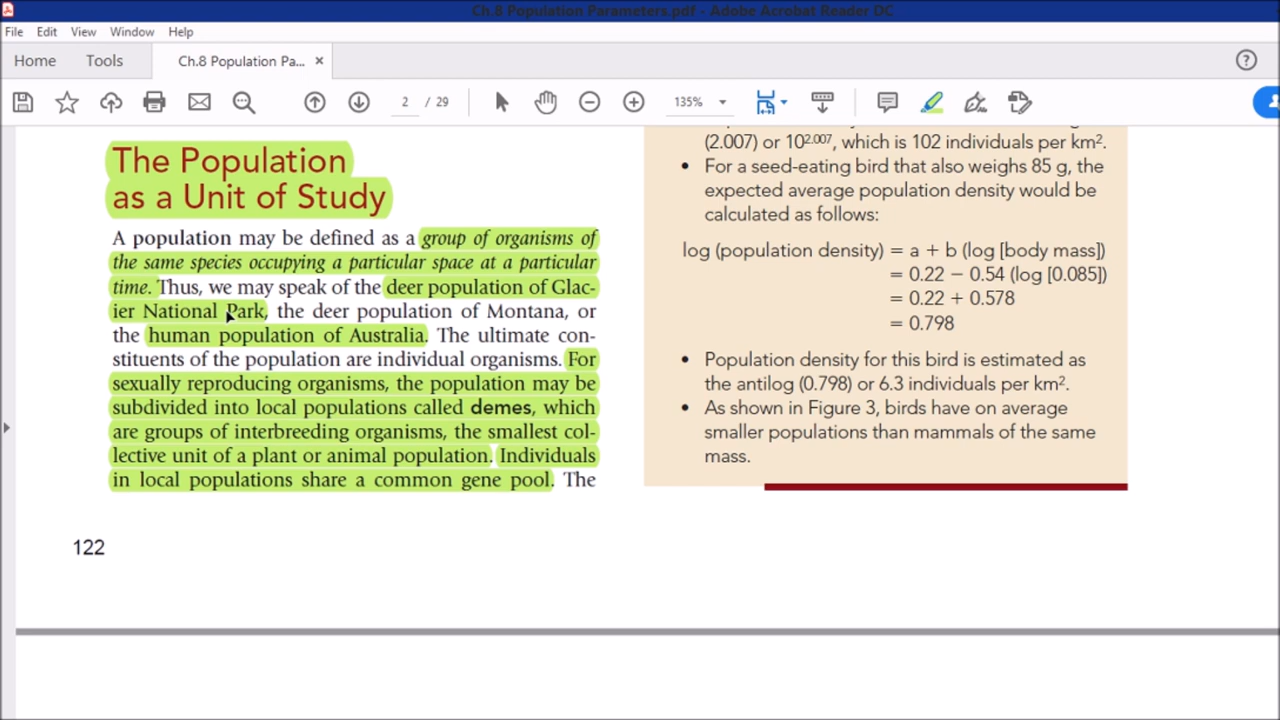 Ch.8 Population Parameters.pdf - Adobe Acrobat Reader DC
File Edit View Window Help
Home Tools Ch.8 Population Pa... ×
2 / 29 135%
The Population
as a Unit of Study
A population may be defined as a group of organisms of
the same species occupying a particular space at a particular
time. Thus, we may speak of the deer population of Glac-
ier National Park, the deer population of Montana, or
the human population of Australia. The ultimate con-
stituents of the population are individual organisms. For
sexually reproducing organisms, the population may be
subdivided into local populations called demes, which
are groups of interbreeding organisms, the smallest col-
lective unit of a plant or animal population. Individuals
in local populations share a common gene pool. The
122
(2.007) or 10^2.007, which is 102 individuals per km².
• For a seed-eating bird that also weighs 85 g, the
expected average population density would be
calculated as follows:
log (population density) = a + b (log [body mass])
= 0.22 − 0.54 (log [0.085])
= 0.22 + 0.578
= 0.798
• Population density for this bird is estimated as
the antilog (0.798) or 6.3 individuals per km².
• As shown in Figure 3, birds have on average
smaller populations than mammals of the same
mass.